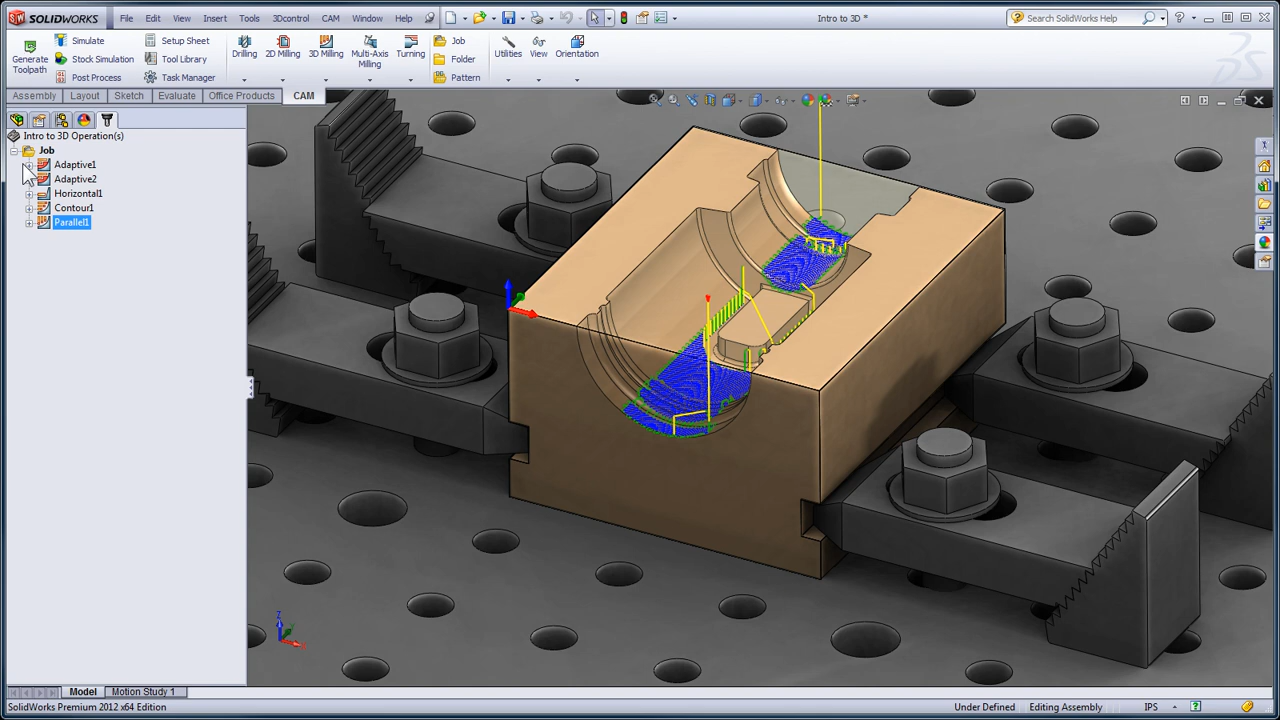 SOLIDWORKS File Edit View Insert Tools 3Dcontrol CAM Window Help Intro to 3D * Search SolidWorks Help
Generate Toolpath
Simulate
Stock Simulation
Post Process
Setup Sheet
Tool Library
Task Manager
Drilling
2D Milling
3D Milling
Multi-Axis Milling
Turning
Job
Folder
Pattern
Utilities
View
Orientation
Assembly Layout Sketch Evaluate Office Products CAM
Intro to 3D Operation(s)
Job
Adaptive1
Adaptive2
Horizontal1
Contour1
Parallel1
Z
Model Motion Study 1
SolidWorks Premium 2012 x64 Edition Under Defined Editing Assembly IPS